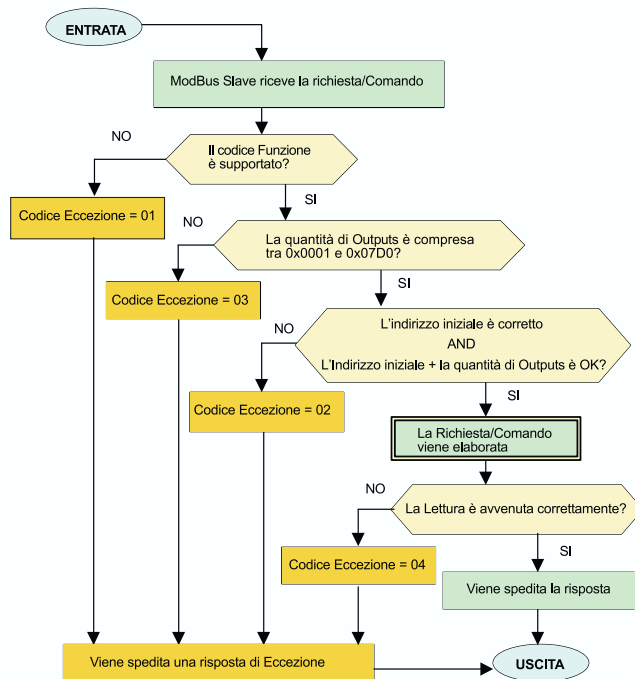 ENTRATA
ModBus Slave riceve la richiesta/Comando
NO
Il codice Funzione
è supportato?
SI
Codice Eccezione = 01
NO
La quantità di Outputs è compresa
tra 0x0001 e 0x07D0?
SI
Codice Eccezione = 03
NO
L'indirizzo iniziale è corretto
AND
L'Indirizzo iniziale + la quantità di Outputs è OK?
SI
Codice Eccezione = 02
La Richiesta/Comando
viene elaborata
NO
La Lettura è avvenuta correttamente?
SI
Codice Eccezione = 04
Viene spedita la risposta
Viene spedita una risposta di Eccezione
USCITA